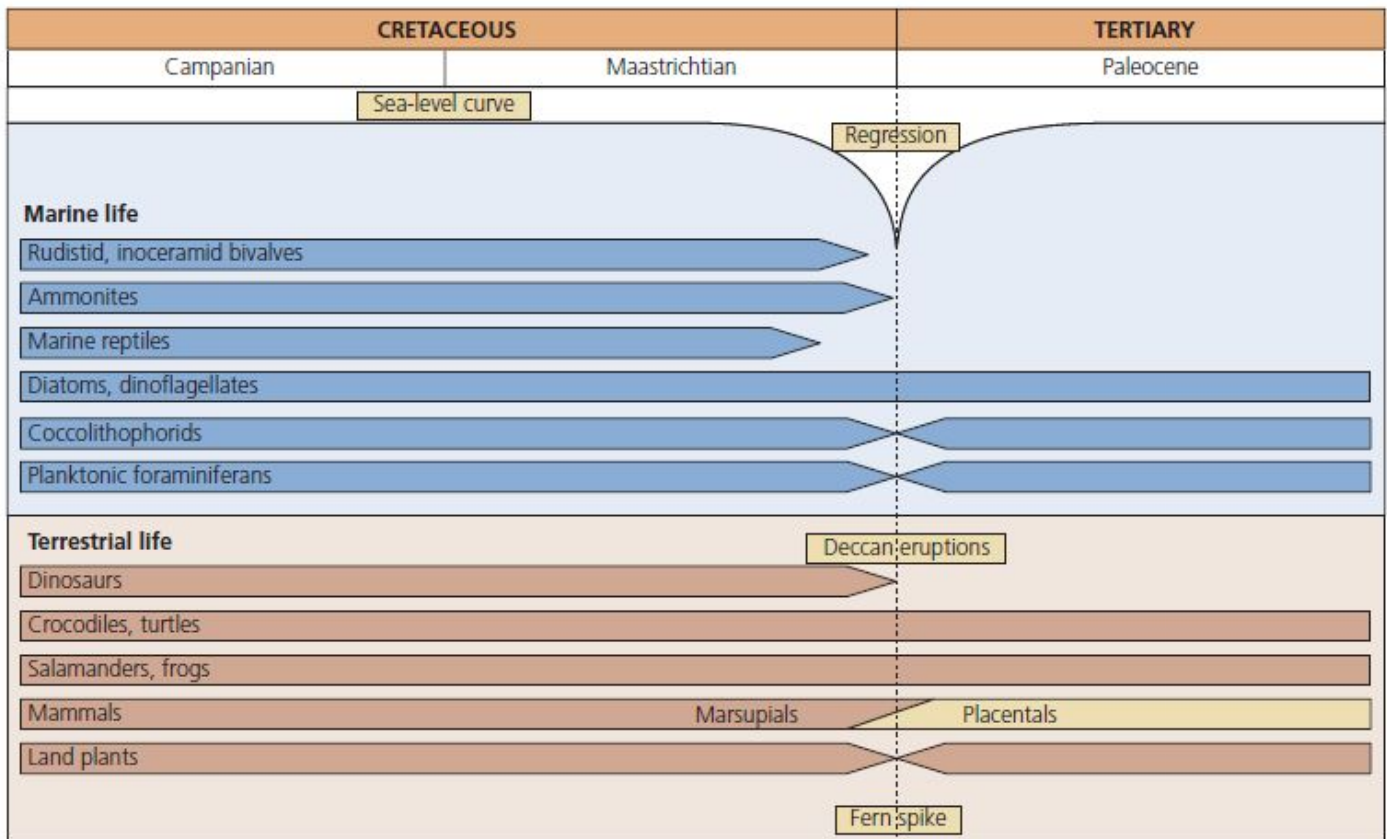 CRETACEOUS TERTIARY
Campanian Maastrichtian Paleocene
Sea-level curve
Regression
Marine life
Rudistid, inoceramid bivalves
Ammonites
Marine reptiles
Diatoms, dinoflagellates
Coccolithophorids
Planktonic foraminiferans
Terrestrial life
Deccan eruptions
Dinosaurs
Crocodiles, turtles
Salamanders, frogs
Mammals Marsupials Placentals
Land plants
Fern spike